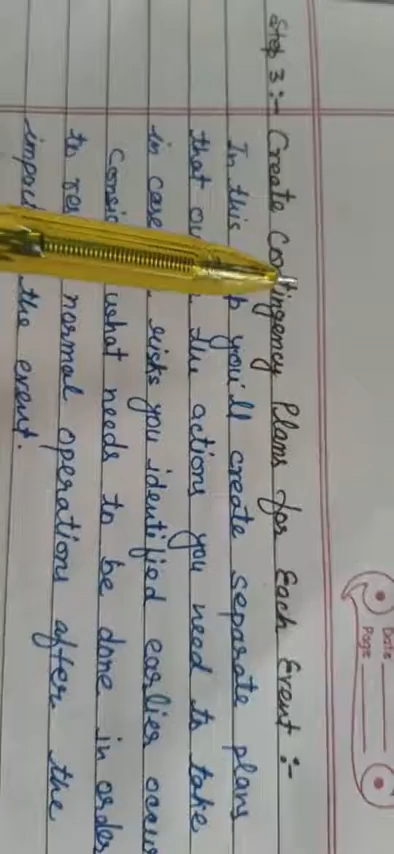 Step 3:- Create Contingency Plans for Each Event:-
In this you'll create separate plans
that the actions you need to take
in case risks you identified earlier occur
what needs to be done in order
to normal operations after the
the event.
Date
Page